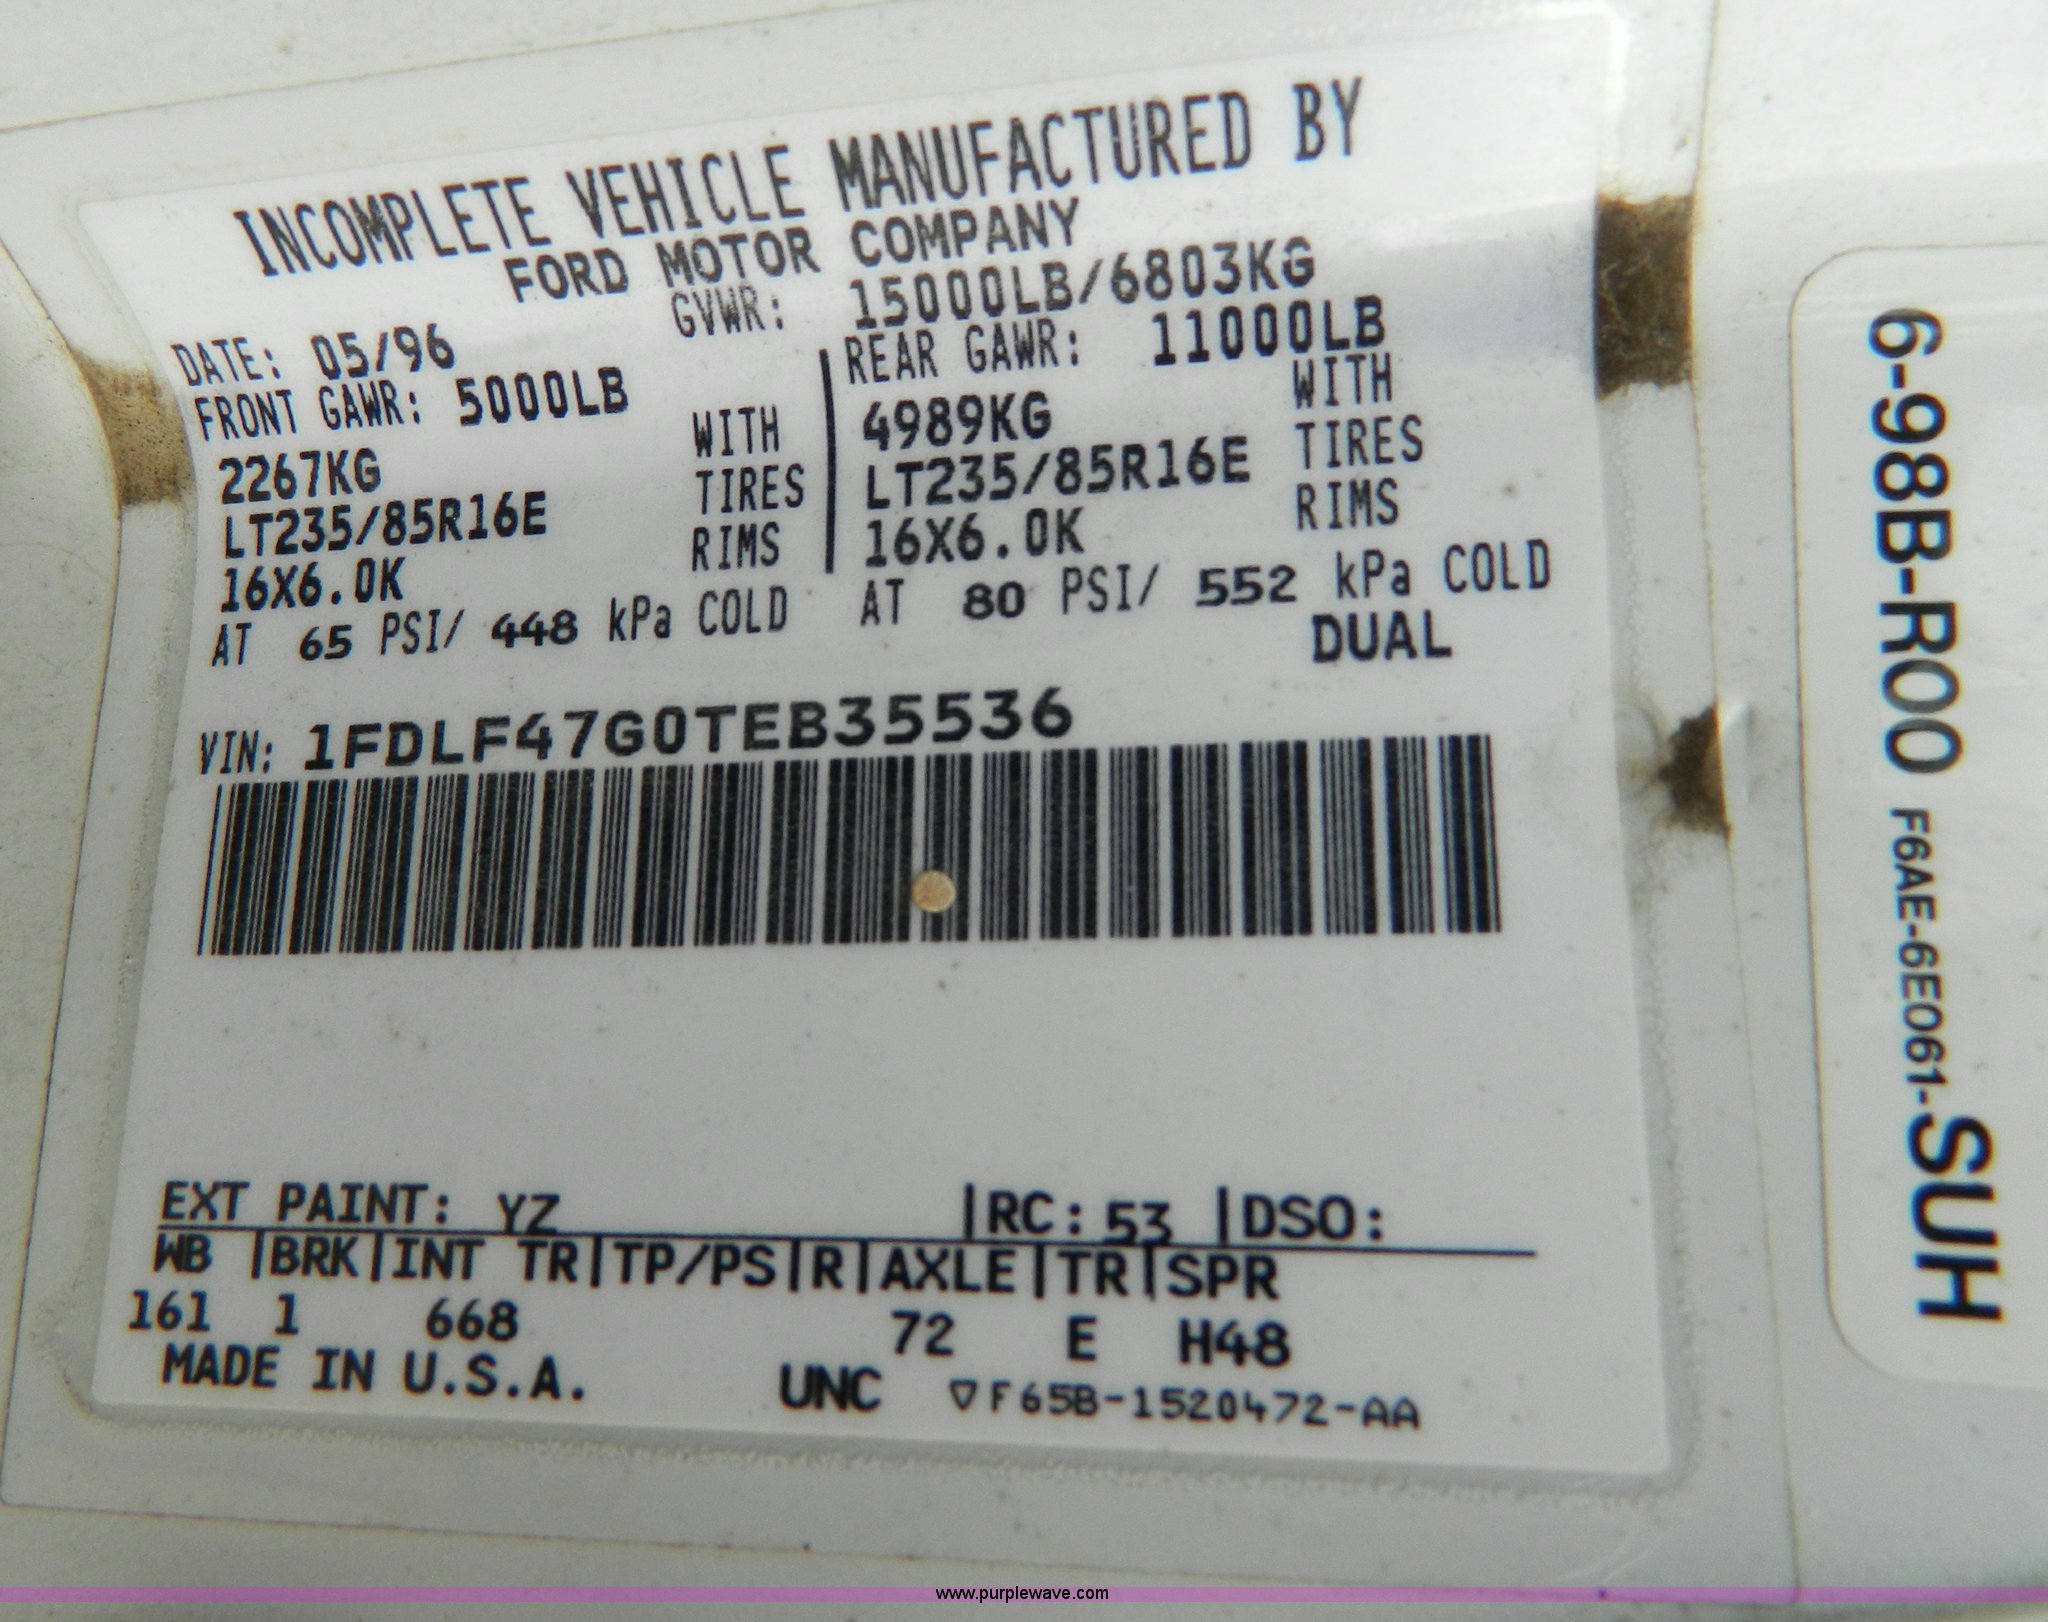 INCOMPLETE VEHICLE MANUFACTURED BY
FORD MOTOR COMPANY
DATE: 05/96 GVWR: 15000LB/6803KG
FRONT GAWR: 5000LB REAR GAWR: 11000LB
2267KG WITH 4989KG WITH
LT235/85R16E TIRES LT235/85R16E TIRES
16X6.0K RIMS 16X6.0K RIMS
AT 65 PSI/ 448 kPa COLD AT 80 PSI/ 552 kPa COLD
DUAL
VIN: 1FDLF47G0TEB35536
EXT PAINT: YZ |RC: 53 |DSO:
WB |BRK|INT TR|TP/PS|R|AXLE|TR|SPR
161 1 668 72 E H48
MADE IN U.S.A. UNC ▽F65B-1520472-AA
6-98B-R00 F6AE-6E061-SUH
www.purplewave.com